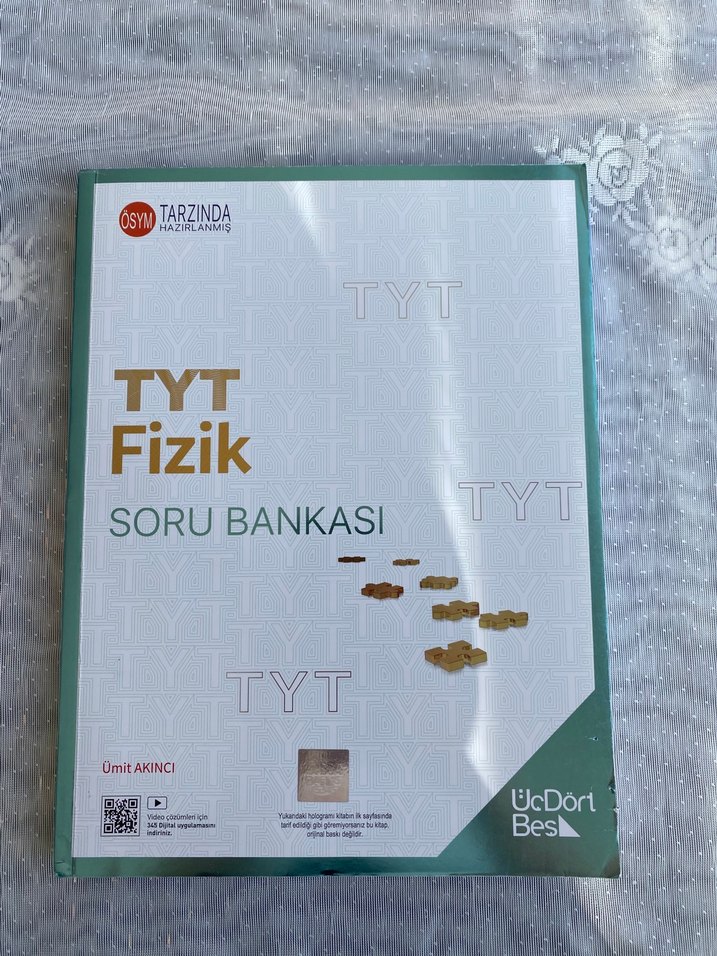 ÖSYM TARZINDA
HAZIRLANMIŞ
TYT
TYT
Fizik
TYT
SORU BANKASI
TYT
Ümit AKINCI
Video çözümleri için
345 Dijital uygulamasını
indiriniz.
Yukarıdaki hologramı kitabın ilk sayfasında
tarif edildiği gibi göremiyorsanız bu kitap,
orijinal baskı değildir.
ÜçDört
Beş